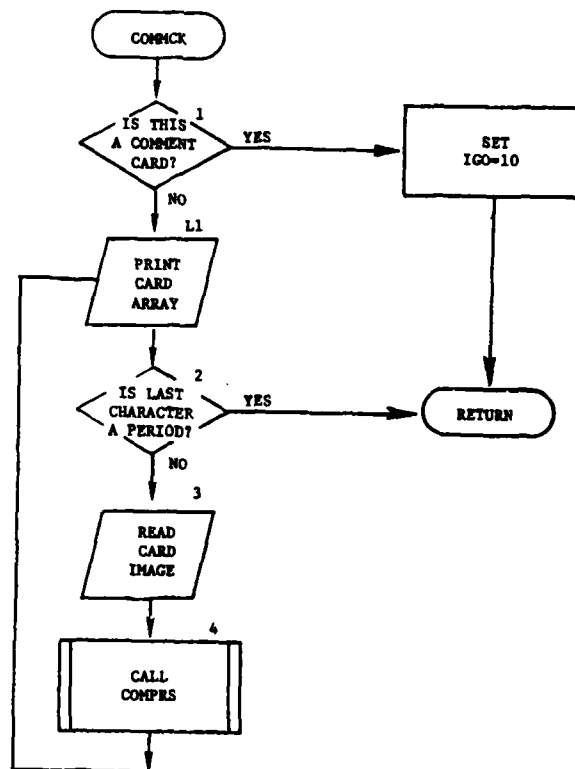 COMMCK
1
IS THIS
A COMMENT
CARD?
YES
SET
IGO=10
NO
L1
PRINT
CARD
ARRAY
2
IS LAST
CHARACTER
A PERIOD?
YES
RETURN
NO
3
READ
CARD
IMAGE
4
CALL
COMPRS